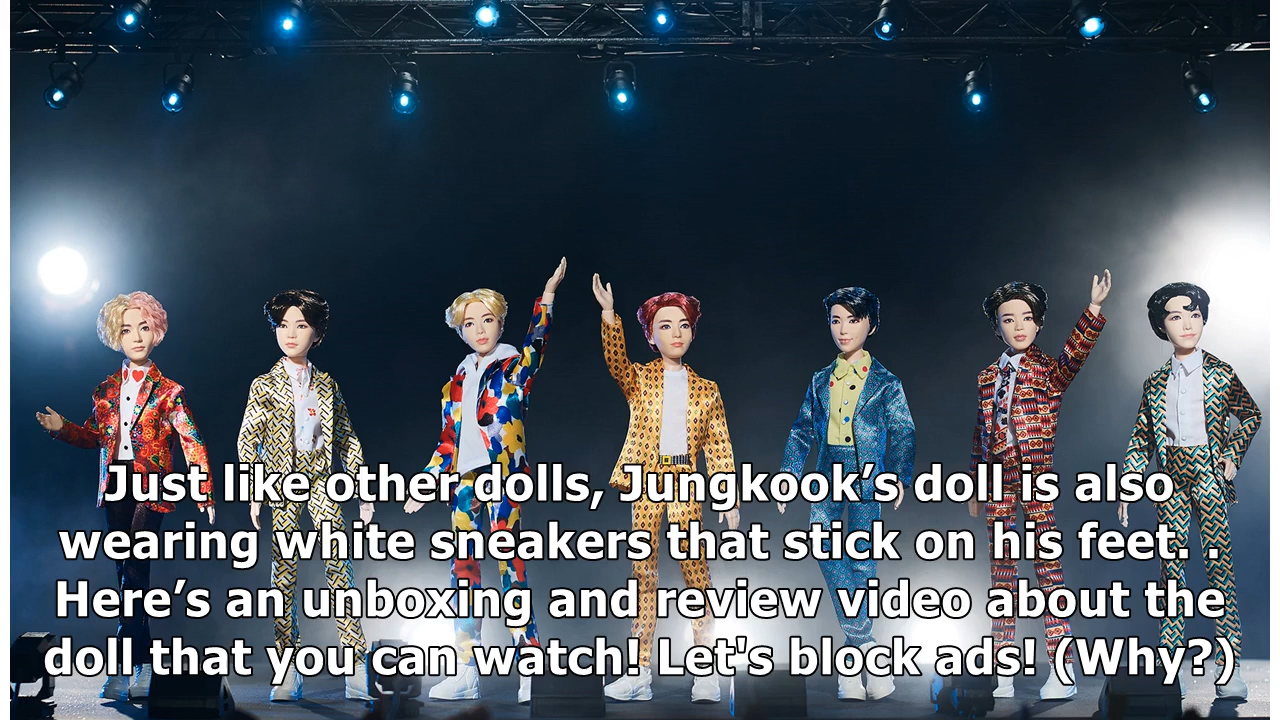 Just like other dolls, Jungkook’s doll is also
wearing white sneakers that stick on his feet. .
Here’s an unboxing and review video about the
doll that you can watch! Let's block ads! (Why?)